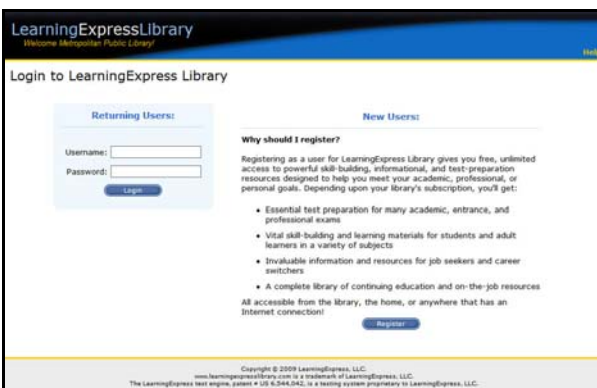 LearningExpressLibrary
Welcome Metropolitan Public Library!
Help
Login to LearningExpress Library
Returning Users:
Username:
Password:
Login
New Users:
Why should I register?
Registering as a user for LearningExpress Library gives you free, unlimited
access to powerful skill-building, informational, and test-preparation
resources designed to help you meet your academic, professional, or
personal goals. Depending upon your library's subscription, you'll get:
• Essential test preparation for many academic, entrance, and
professional exams
• Vital skill-building and learning materials for students and adult
learners in a variety of subjects
• Invaluable information and resources for job seekers and career
switchers
• A complete library of continuing education and on-the-job resources
All accessible from the library, the home, or anywhere that has an
Internet connection!
Register
Copyright © 2009 LearningExpress, LLC.
www.learningexpresslibrary.com is a trademark of LearningExpress, LLC.
The LearningExpress test engine, patent # US 6,544,042, is a testing system proprietary to LearningExpress, LLC.